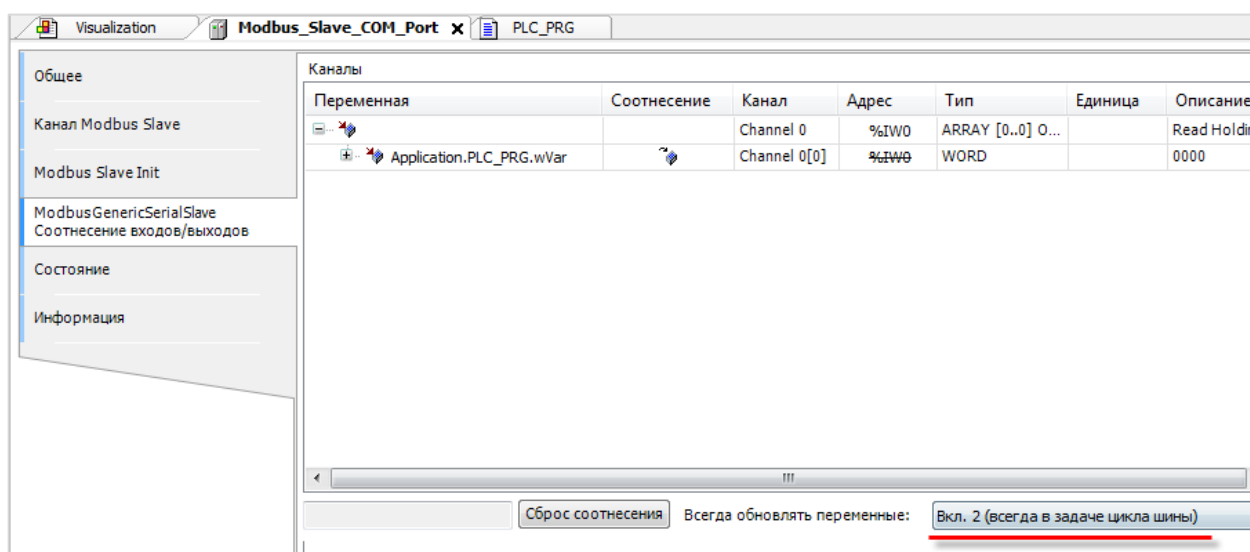 Visualization Modbus_Slave_COM_Port PLC_PRG
Общее
Канал Modbus Slave
Modbus Slave Init
ModbusGenericSerialSlave
Соотнесение входов/выходов
Состояние
Информация
Каналы
Переменная Соотнесение Канал Адрес Тип Единица Описание
Channel 0 %IW0 ARRAY [0..0] O... Read Holdin
Application.PLC_PRG.wVar Channel 0[0] %IW0 WORD 0000
Сброс соотнесения Всегда обновлять переменные: Вкл. 2 (всегда в задаче цикла шины)